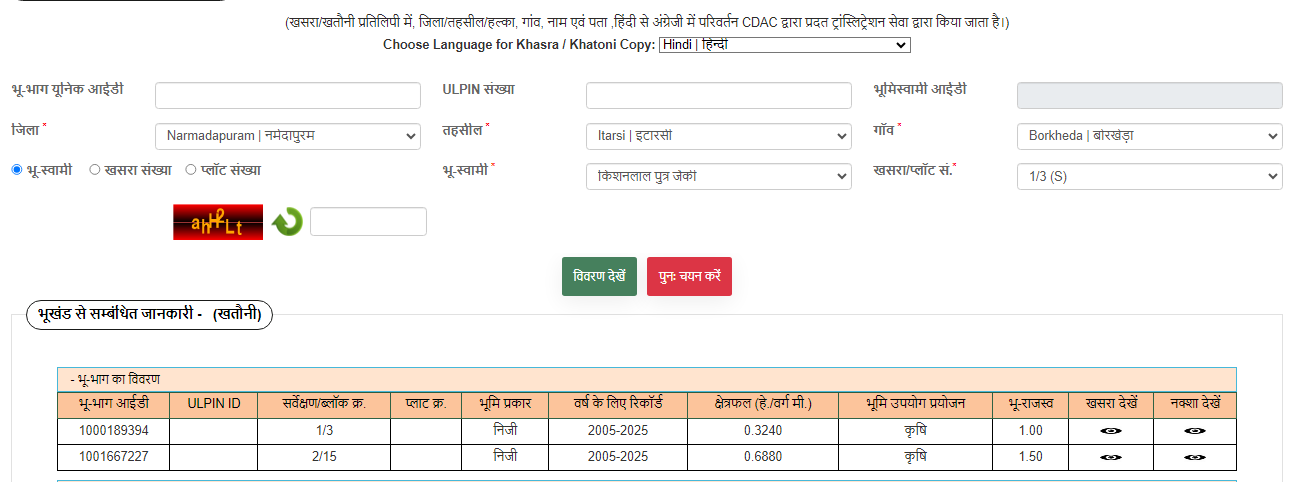 (खसरा/खतौनी प्रतिलिपी में, जिला/तहसील/हल्का, गांव, नाम एवं पता ,हिंदी से अंग्रेजी में परिवर्तन CDAC द्वारा प्रदत ट्रांस्लिट्रेशन सेवा द्वारा किया जाता है।)
Choose Language for Khasra / Khatoni Copy: Hindi | हिन्दी
भू-भाग यूनिक आईडी ULPIN संख्या भूमिस्वामी आईडी
जिला * Narmadapuram | नर्मदापुरम तहसील * Itarsi | इटारसी गाँव * Borkheda | बोरखेड़ा
भू-स्वामी खसरा संख्या प्लॉट संख्या भू-स्वामी * किशनलाल पुत्र जेकी खसरा/प्लॉट सं.* 1/3 (S)
ahHLt
विवरण देखें पुनः चयन करें
भूखंड से सम्बंधित जानकारी - (खतौनी)
- भू-भाग का विवरण
भू-भाग आईडी ULPIN ID सर्वेक्षण/ब्लॉक क्र. प्लाट क्र. भूमि प्रकार वर्ष के लिए रिकॉर्ड क्षेत्रफल (हे./वर्ग मी.) भूमि उपयोग प्रयोजन भू-राजस्व खसरा देखें नक्शा देखें
1000189394 1/3 निजी 2005-2025 0.3240 कृषि 1.00
1001667227 2/15 निजी 2005-2025 0.6880 कृषि 1.50